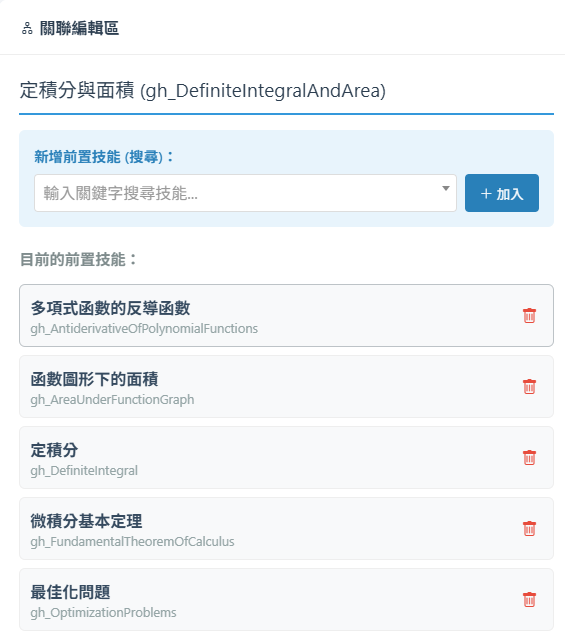 關聯編輯區
定積分與面積 (gh_DefiniteIntegralAndArea)
新增前置技能 (搜尋)：
輸入關鍵字搜尋技能...
＋ 加入
目前的前置技能：
多項式函數的反導函數
gh_AntiderivativeOfPolynomialFunctions
函數圖形下的面積
gh_AreaUnderFunctionGraph
定積分
gh_DefiniteIntegral
微積分基本定理
gh_FundamentalTheoremOfCalculus
最佳化問題
gh_OptimizationProblems